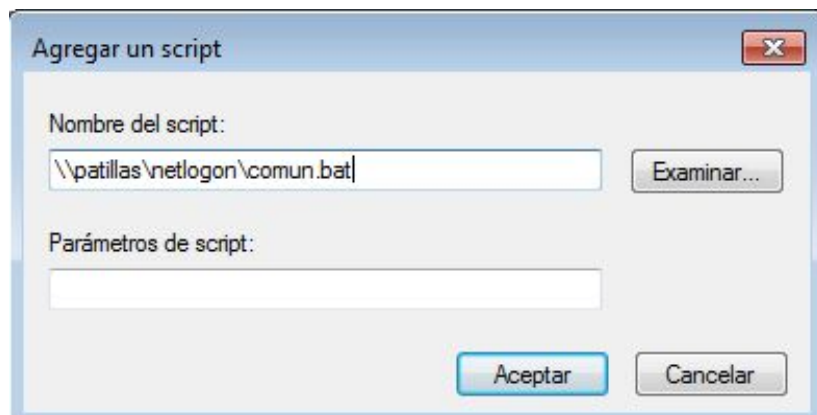 Agregar un script
Nombre del script:
\\patillas\netlogon\comun.bat
Examinar...
Parámetros de script:
Aceptar
Cancelar